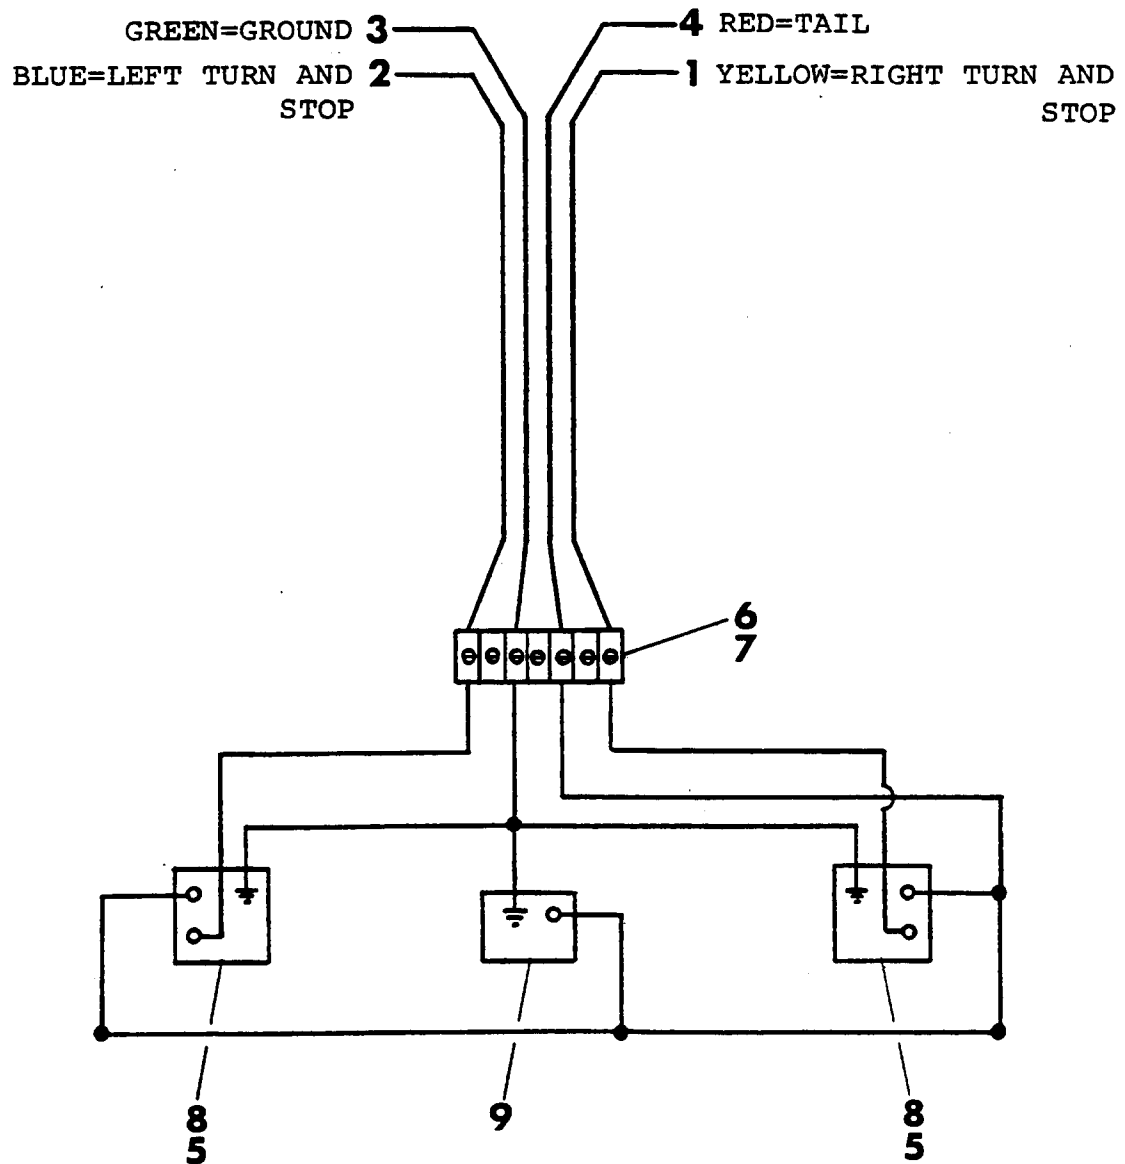 GREEN=GROUND 3
4 RED=TAIL
BLUE=LEFT TURN AND 2
STOP
1 YELLOW=RIGHT TURN AND
STOP
6
7
8
5
9
8
5